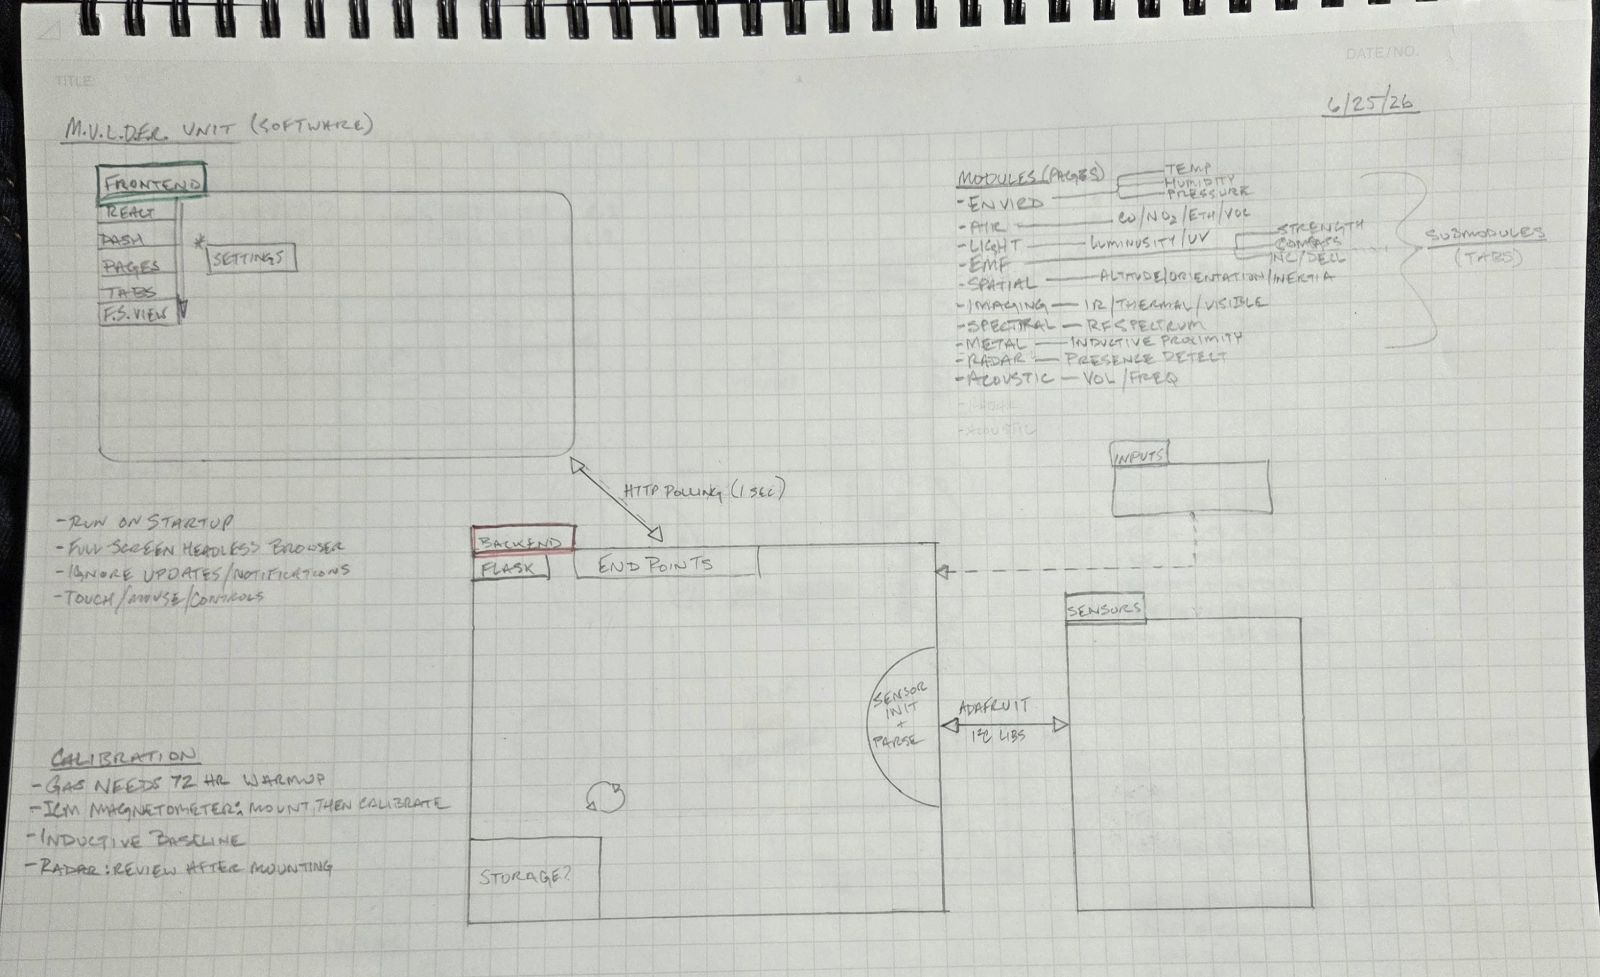 TITLE
DATE/NO.
6/25/26
M.U.L.D.E.R. UNIT (SOFTWARE)
FRONTEND
REACT
DASH
PAGES
TABS
F.S. VIEW
* SETTINGS
MODULES (PAGES)
TEMP
HUMIDITY
PRESSURE
- ENVIRO
- AIR — CO/NO2/ETH/VOC
- LIGHT — LUMINOSITY/UV
STRENGTH
COMPASS
INC/DECL
- EMF
- SPATIAL — ALTITUDE/ORIENTATION/INERTIA
- IMAGING — IR/THERMAL/VISIBLE
- SPECTRAL — RF SPECTRUM
- METAL — INDUCTIVE PROXIMITY
- RADAR — PRESENCE DETECT
- ACOUSTIC — VOL/FREQ
- RADAR
- ACOUSTIC
SUBMODULES
(TABS)
INPUTS
HTTP POLLING (1 SEC)
- RUN ON STARTUP
- FULL SCREEN HEADLESS BROWSER
- IGNORE UPDATES/NOTIFICATIONS
- TOUCH/MOUSE/CONTROLS
BACKEND
FLASK
END POINTS
SENSORS
SENSOR
INIT
+
PARSE
ADAFRUIT
I2C LIBS
STORAGE?
CALIBRATION
- GAS NEEDS 72 HR WARMUP
- ICM MAGNETOMETER: MOUNT, THEN CALIBRATE
- INDUCTIVE BASELINE
- RADAR: REVIEW AFTER MOUNTING